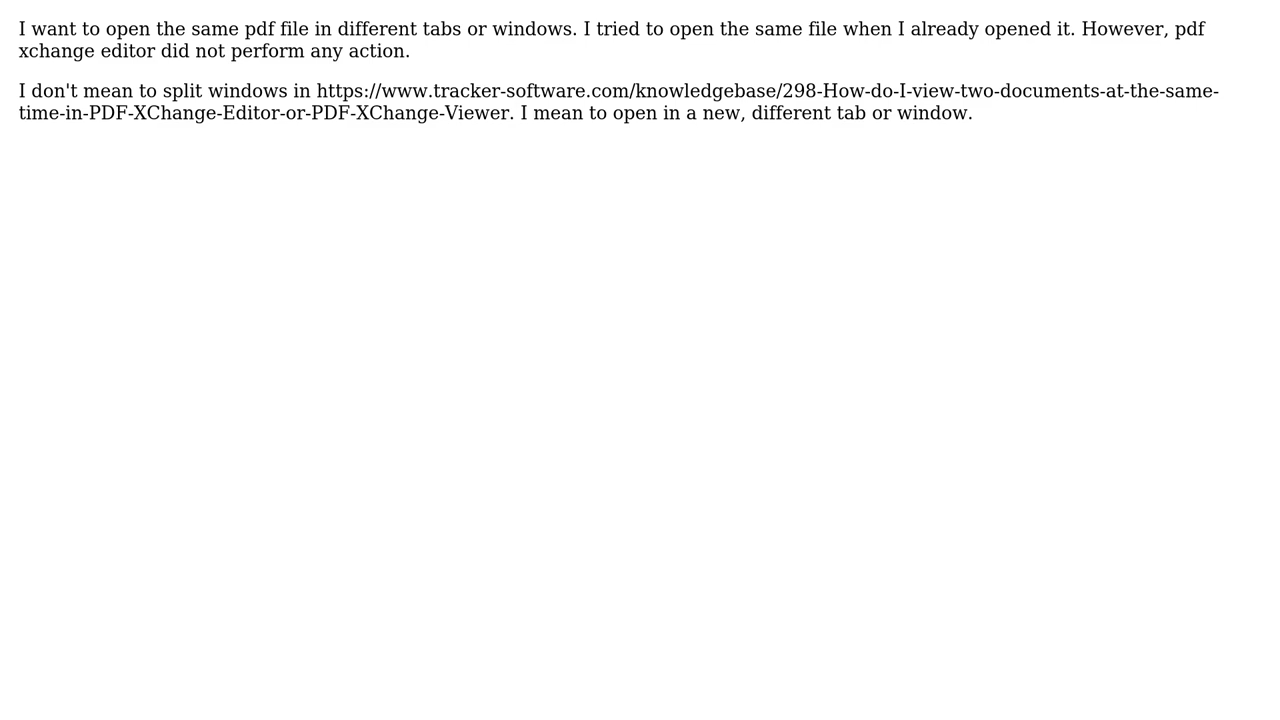 I want to open the same pdf file in different tabs or windows. I tried to open the same file when I already opened it. However, pdf
xchange editor did not perform any action.
I don't mean to split windows in https://www.tracker-software.com/knowledgebase/298-How-do-I-view-two-documents-at-the-same-
time-in-PDF-XChange-Editor-or-PDF-XChange-Viewer. I mean to open in a new, different tab or window.